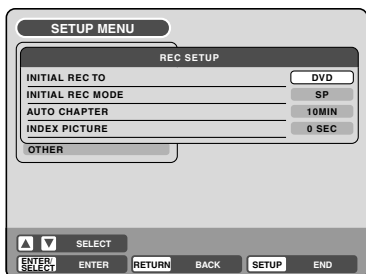 SETUP MENU
REC SETUP
INITIAL REC TO DVD
INITIAL REC MODE SP
AUTO CHAPTER 10MIN
INDEX PICTURE 0 SEC
OTHER
SELECT
ENTER/SELECT ENTER RETURN BACK SETUP END